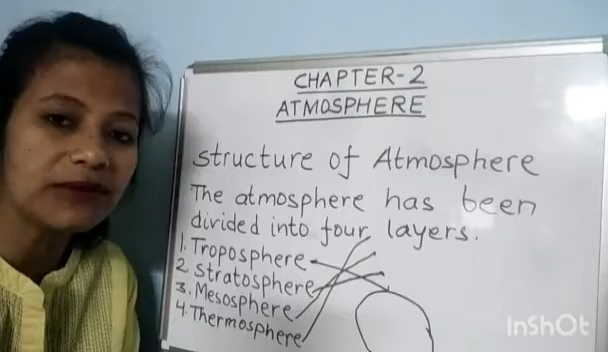 CHAPTER-2
ATMOSPHERE
Structure of Atmosphere
The atmosphere has been
divided into four layers.
1. Troposphere
2. Stratosphere
3. Mesosphere
4. Thermosphere
InShOt